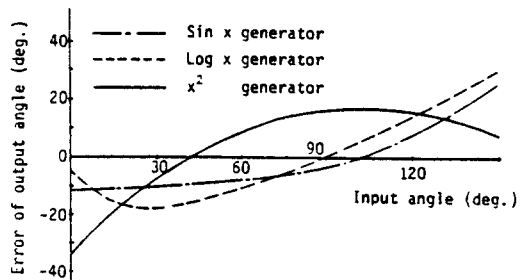 Error of output angle (deg.)
40
20
0
-20
-40
Sin x generator
Log x generator
x² generator
30
60
90
120
Input angle (deg.)